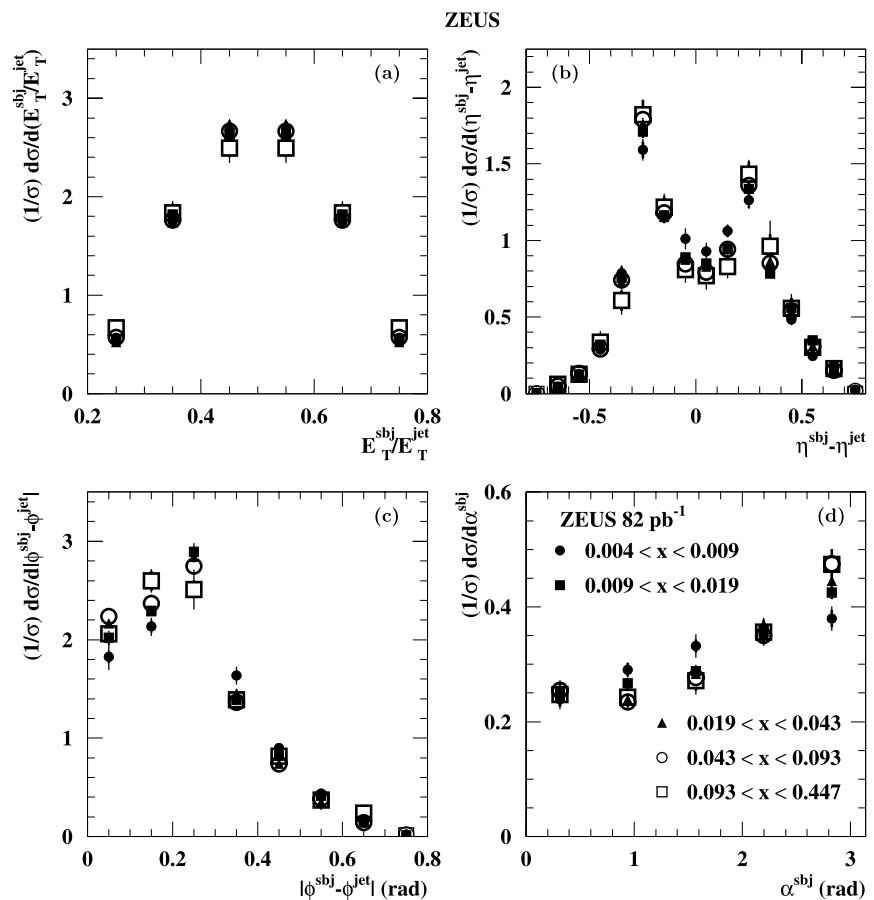 ZEUS
(a)
(1/σ) dσ/d(E_T^sbj/E_T^jet)
3
2
1
0
0.2 0.4 0.6 0.8
E_T^sbj/E_T^jet
(b)
(1/σ) dσ/d(η^sbj-η^jet)
2
1.5
1
0.5
0
-0.5 0 0.5
η^sbj-η^jet
(c)
(1/σ) dσ/d|ϕ^sbj-ϕ^jet|
3
2
1
0
0 0.2 0.4 0.6 0.8
|ϕ^sbj-ϕ^jet| (rad)
(d)
(1/σ) dσ/dα^sbj
0.6
0.4
0.2
0
ZEUS 82 pb^-1
0.004 < x < 0.009
0.009 < x < 0.019
0.019 < x < 0.043
0.043 < x < 0.093
0.093 < x < 0.447
0 1 2 3
α^sbj (rad)